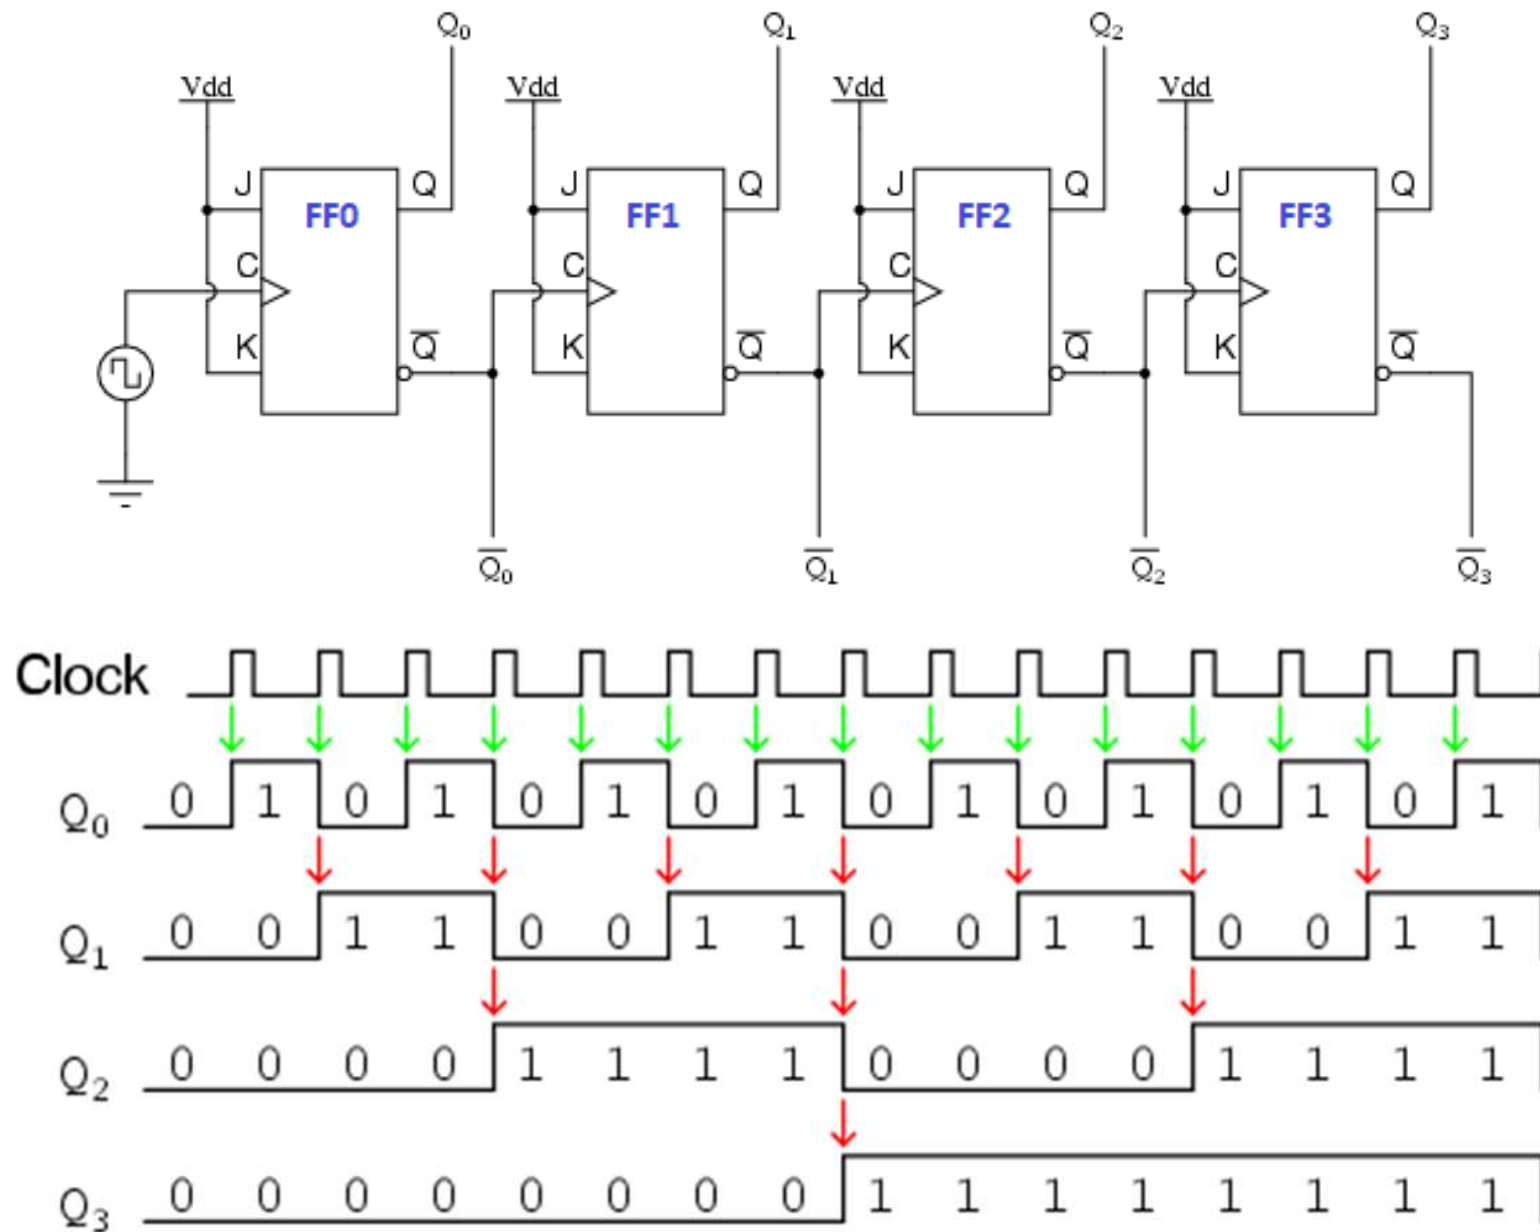 Q₀ Q₁ Q₂ Q₃
Vdd Vdd Vdd Vdd
J Q J Q J Q J Q
FF0 FF1 FF2 FF3
C C C C
K Q̅ K Q̅ K Q̅ K Q̅
Q̅₀ Q̅₁ Q̅₂ Q̅₃
Clock
Q₀ 0 1 0 1 0 1 0 1 0 1 0 1 0 1 0 1
Q₁ 0 0 1 1 0 0 1 1 0 0 1 1 0 0 1 1
Q₂ 0 0 0 0 1 1 1 1 0 0 0 0 1 1 1 1
Q₃ 0 0 0 0 0 0 0 0 1 1 1 1 1 1 1 1